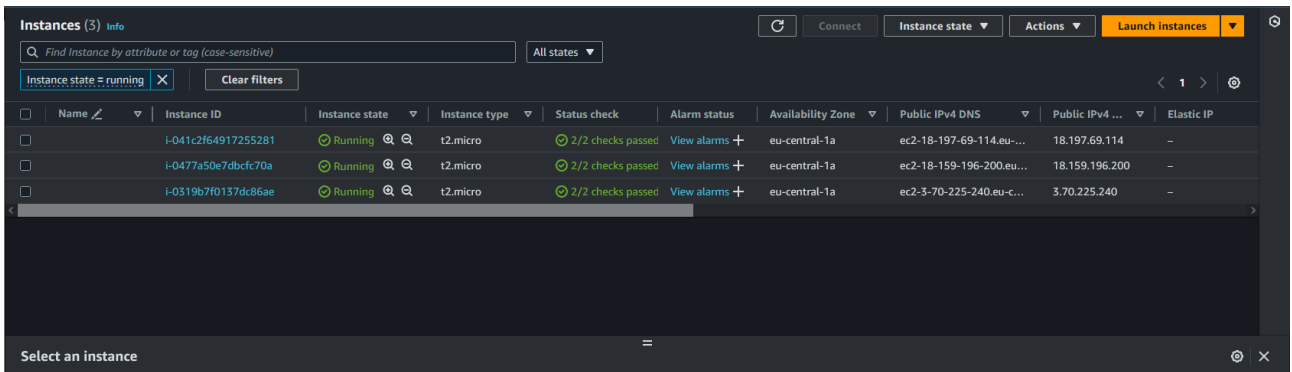 Instances (3) Info
Connect
Instance state
Actions
Launch instances
Find Instance by attribute or tag (case-sensitive)
All states
Instance state = running
Clear filters
1
Name Instance ID Instance state Instance type Status check Alarm status Availability Zone Public IPv4 DNS Public IPv4 ... Elastic IP
i-041c2f64917255281 Running t2.micro 2/2 checks passed View alarms + eu-central-1a ec2-18-197-69-114.eu-... 18.197.69.114 –
i-0477a50e7dbcfc70a Running t2.micro 2/2 checks passed View alarms + eu-central-1a ec2-18-159-196-200.eu... 18.159.196.200 –
i-0319b7f0137dc86ae Running t2.micro 2/2 checks passed View alarms + eu-central-1a ec2-3-70-225-240.eu-c... 3.70.225.240 –
Select an instance